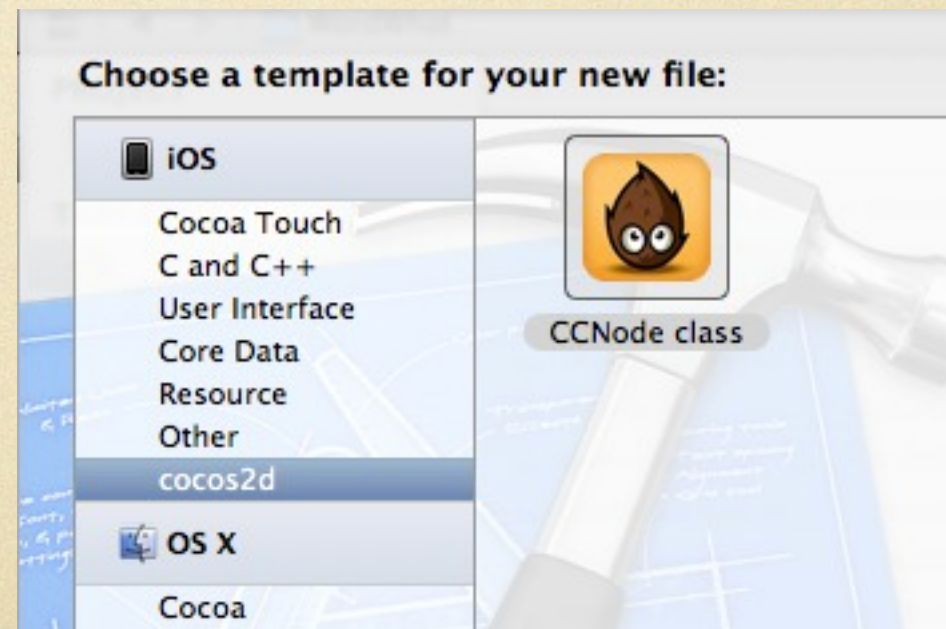 Choose a template for your new file:
iOS
Cocoa Touch
C and C++
User Interface
Core Data
Resource
Other
cocos2d
OS X
Cocoa
CCNode class